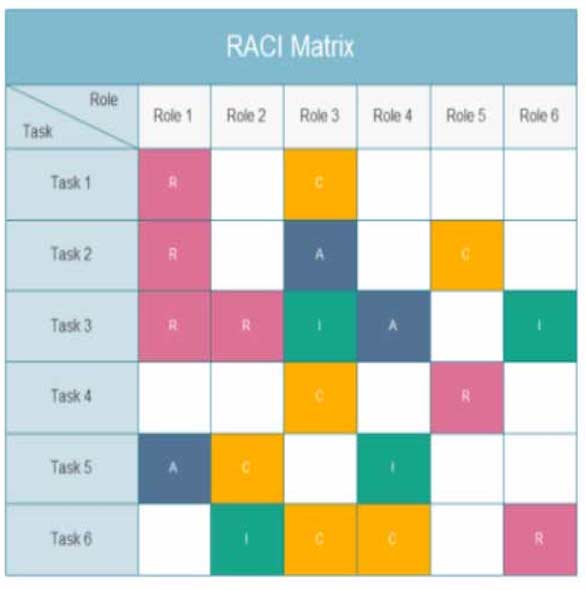 RACI Matrix
Role
Task
Role 1 Role 2 Role 3 Role 4 Role 5 Role 6
Task 1 R C
Task 2 R A C
Task 3 R R I A I
Task 4 C R
Task 5 A C I
Task 6 I C C R